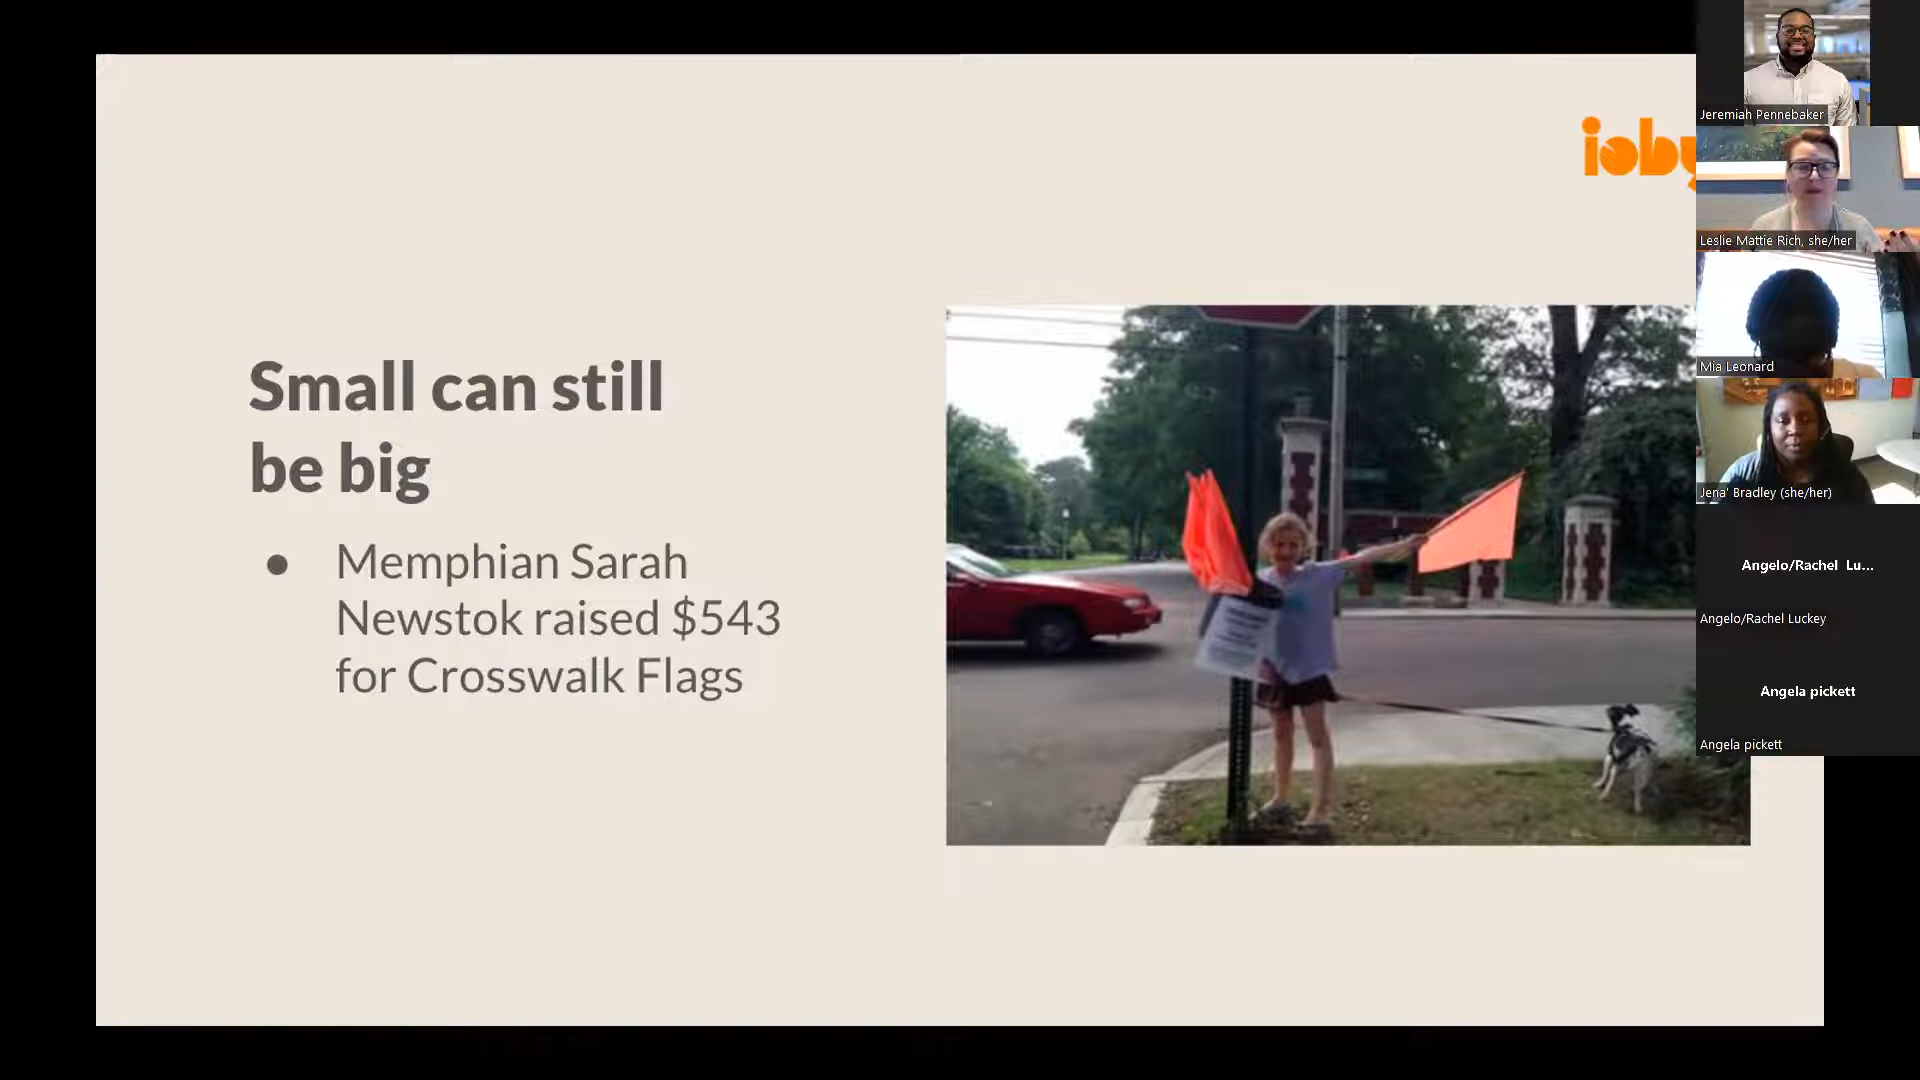 ioby
Small can still
be big
● Memphian Sarah
Newstok raised $543
for Crosswalk Flags
Jeremiah Pennebaker
Leslie Mattie Rich, she/her
Mia Leonard
Jena' Bradley (she/her)
Angelo/Rachel Lu...
Angelo/Rachel Luckey
Angela pickett
Angela pickett